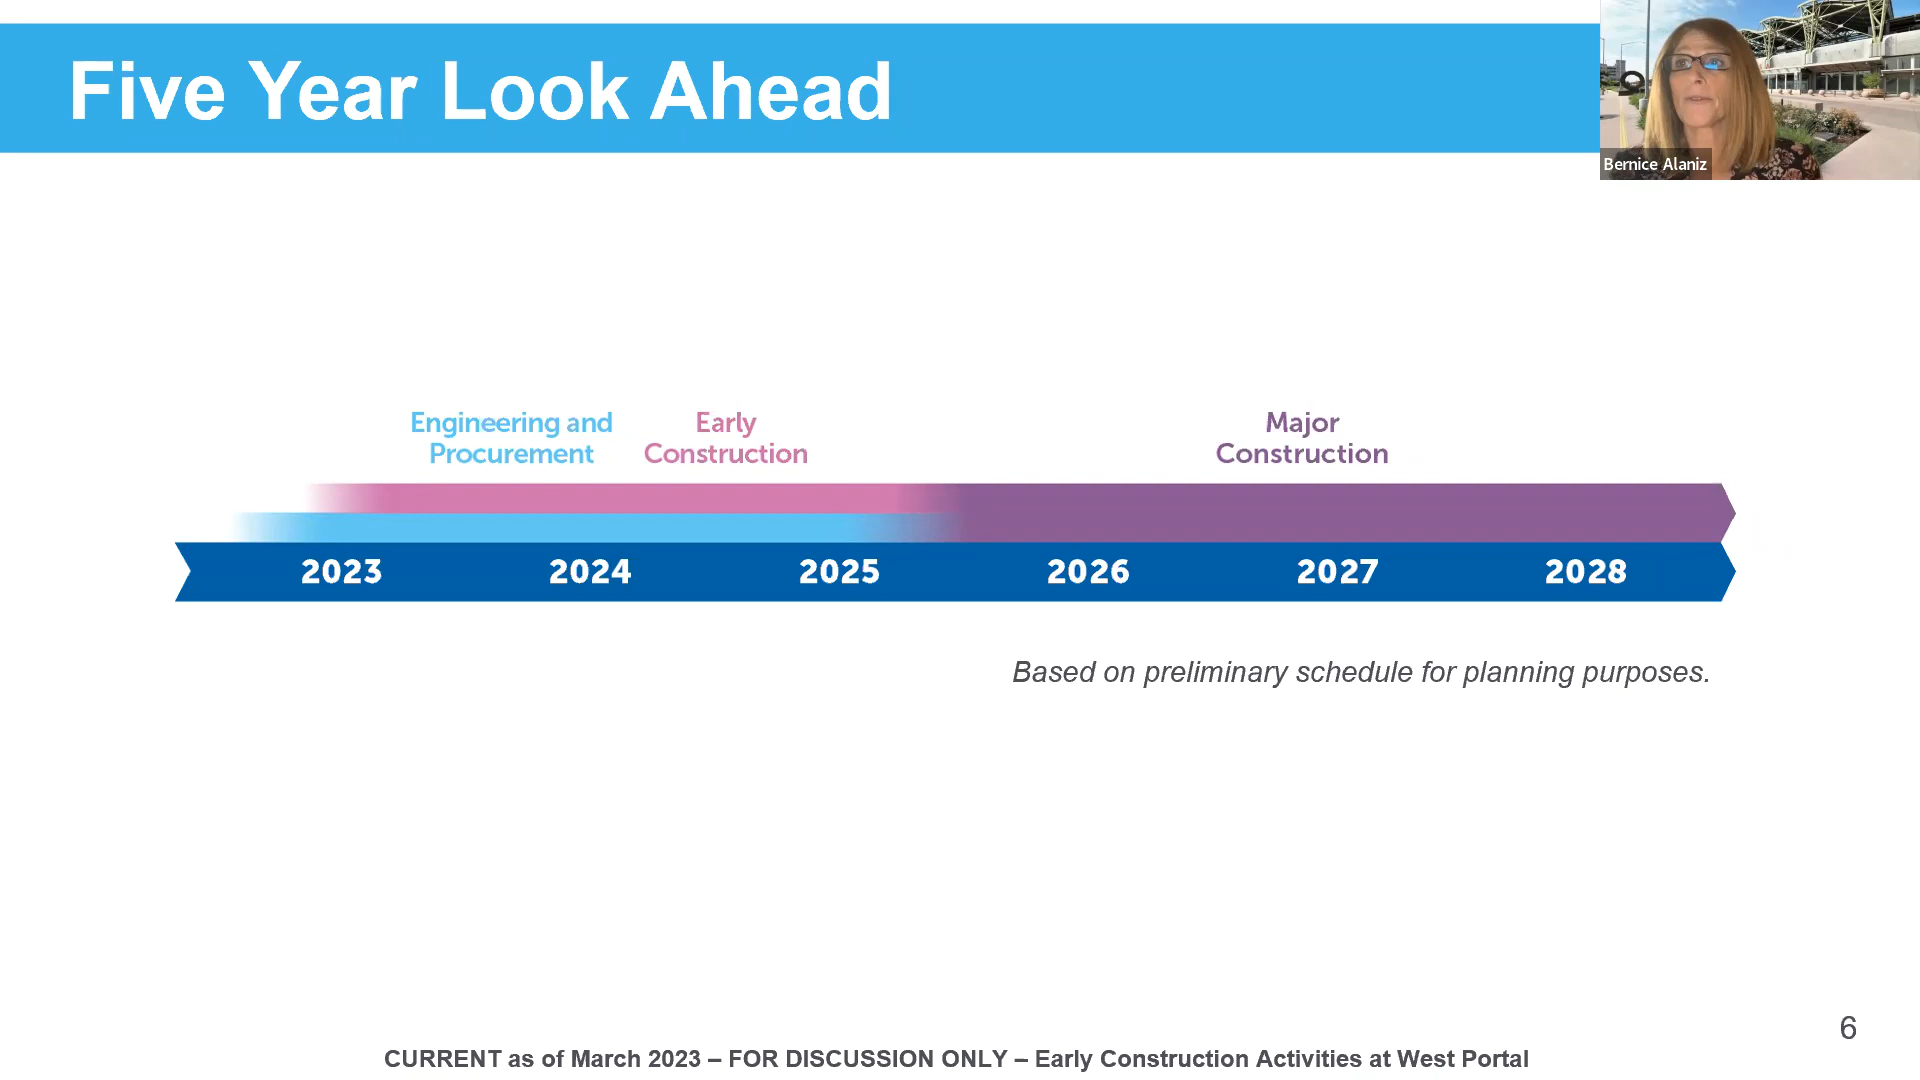 Five Year Look Ahead
Bernice Alaniz
Engineering and
Procurement
Early
Construction
Major
Construction
2023 2024 2025 2026 2027 2028
Based on preliminary schedule for planning purposes.
6
CURRENT as of March 2023 – FOR DISCUSSION ONLY – Early Construction Activities at West Portal